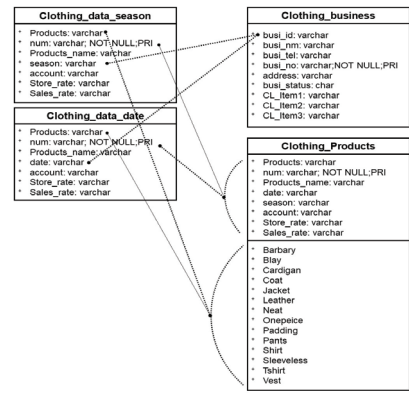 Clothing_data_season
* Products: varchar
* num: varchar; NOT NULL;PRI
* Products_name: varchar
* season: varchar
* account: varchar
* Store_rate: varchar
* Sales_rate: varchar
Clothing_data_date
* Products: varchar
* num: varchar; NOT NULL;PRI
* Products_name: varchar
* date: varchar
* account: varchar
* Store_rate: varchar
* Sales_rate: varchar
Clothing_business
* busi_id: varchar
* busi_nm: varchar
* busi_tel: varchar
* busi_no: varchar;NOT NULL;PRI
* address: varchar
* busi_status: char
* CL_Item1: varchar
* CL_Item2: varchar
* CL_Item3: varchar
Clothing_Products
* Products: varchar
* num: varchar; NOT NULL;PRI
* Products_name: varchar
* date: varchar
* season: varchar
* account: varchar
* Store_rate: varchar
* Sales_rate: varchar
* Barbary
* Blay
* Cardigan
* Coat
* Jacket
* Leather
* Neat
* Onepeice
* Padding
* Pants
* Shirt
* Sleeveless
* Tshirt
* Vest